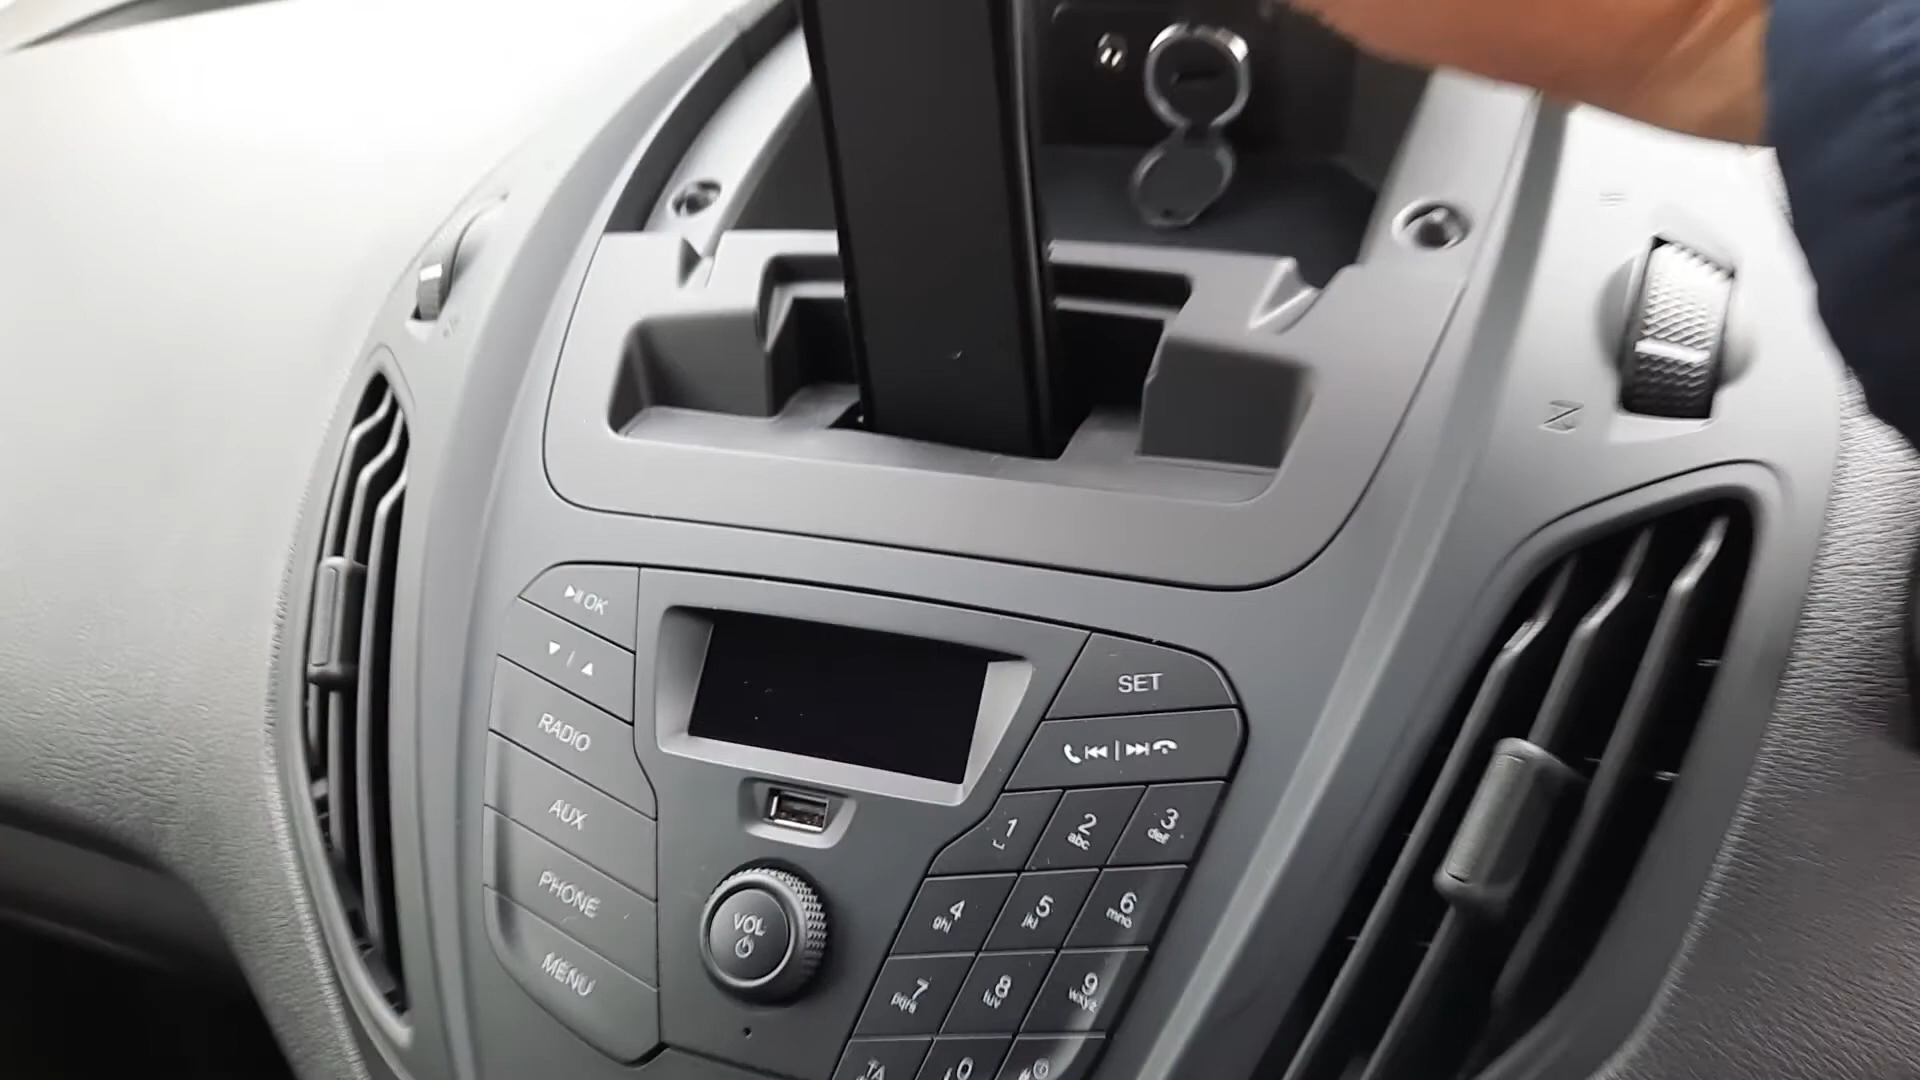 OK
RADIO
AUX
PHONE
MENU
VOL
SET
1
2
abc
3
def
4
ghi
5
jkl
6
mno
7
pqrs
8
tuv
9
wxyz
TA
0